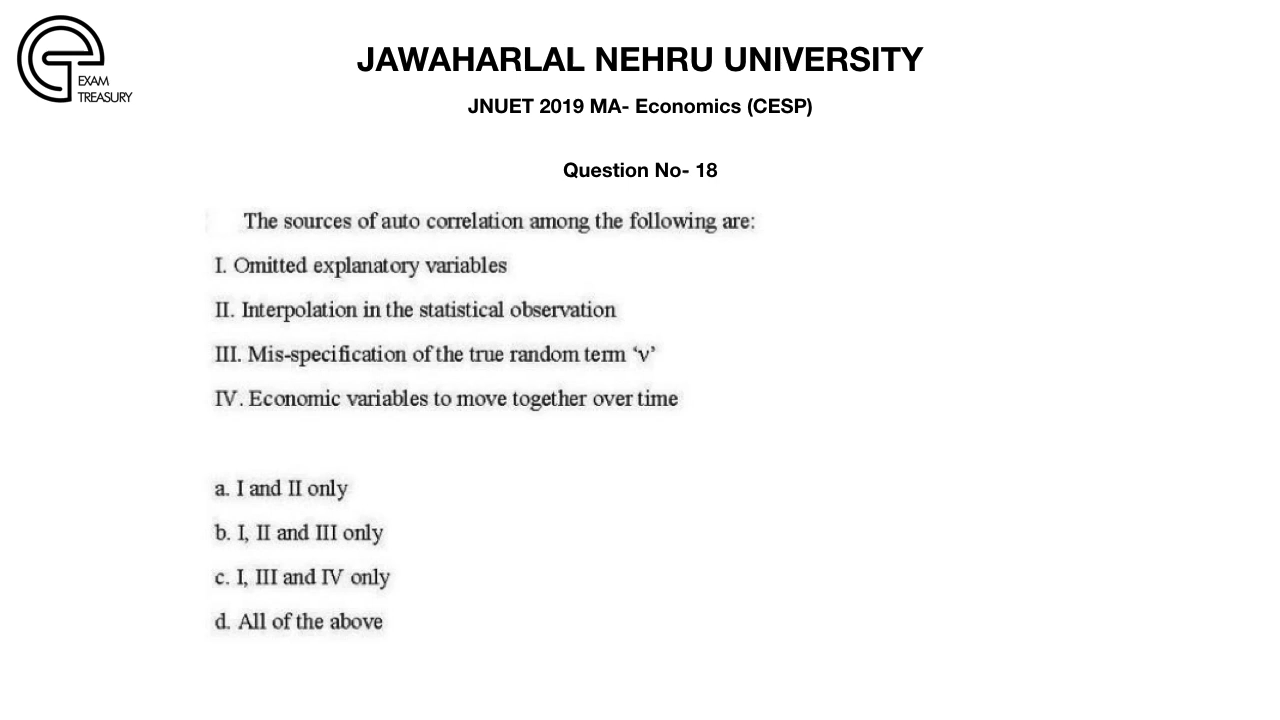 EXAM
TREASURY
JAWAHARLAL NEHRU UNIVERSITY
JNUET 2019 MA- Economics (CESP)
Question No- 18
The sources of auto correlation among the following are:
I. Omitted explanatory variables
II. Interpolation in the statistical observation
III. Mis-specification of the true random term ‘v’
IV. Economic variables to move together over time
a. I and II only
b. I, II and III only
c. I, III and IV only
d. All of the above